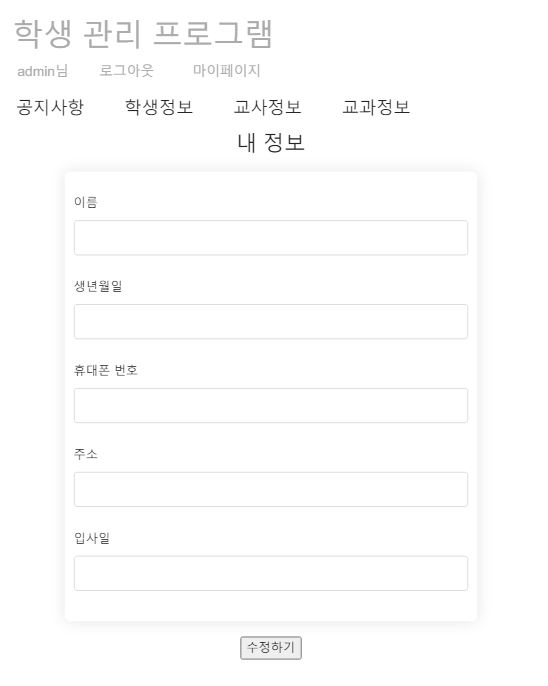 학생 관리 프로그램
admin님 로그아웃 마이페이지
공지사항 학생정보 교사정보 교과정보
내 정보
이름
생년월일
휴대폰 번호
주소
입사일
수정하기